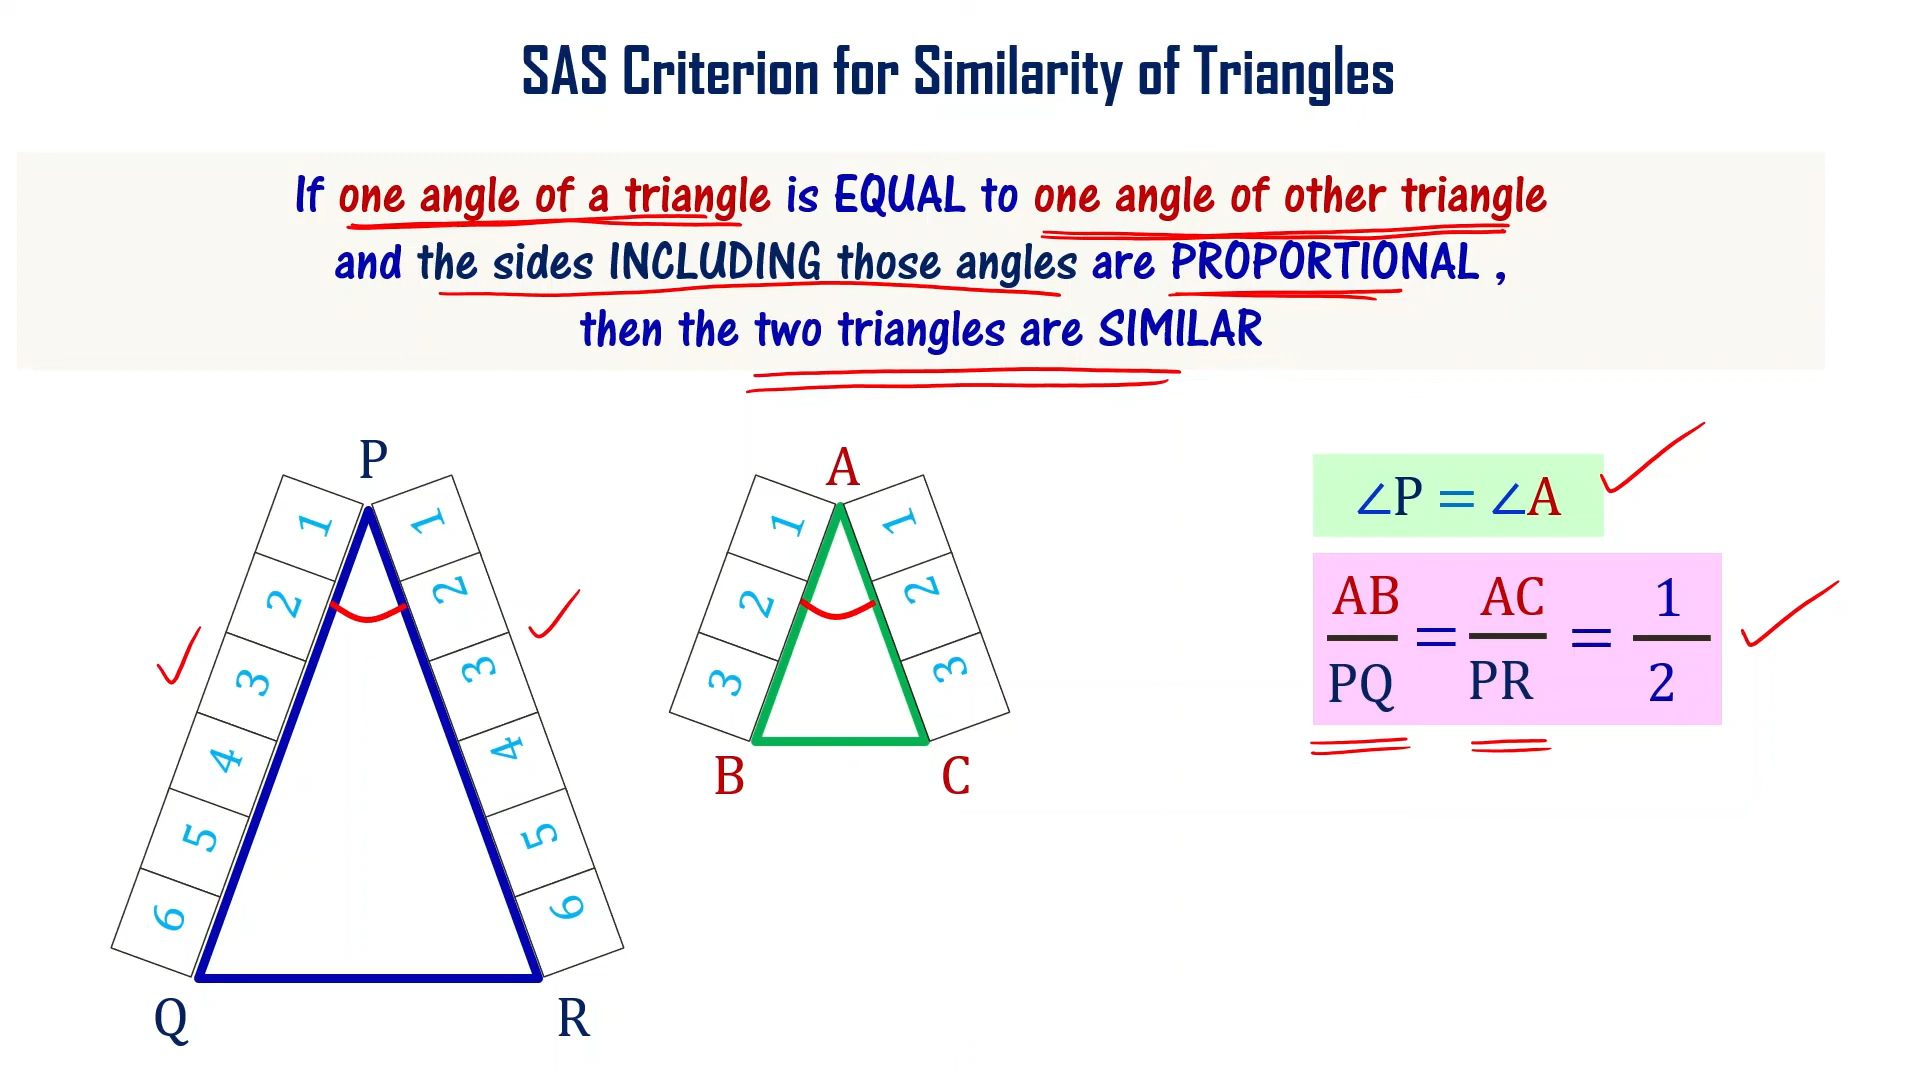 SAS Criterion for Similarity of Triangles
If one angle of a triangle is EQUAL to one angle of other triangle
and the sides INCLUDING those angles are PROPORTIONAL ,
then the two triangles are SIMILAR
P
1
2
3
4
5
6
1
2
3
4
5
6
Q R
A
1
2
3
1
2
3
B C
∠P = ∠A
AB/PQ = AC/PR = 1/2